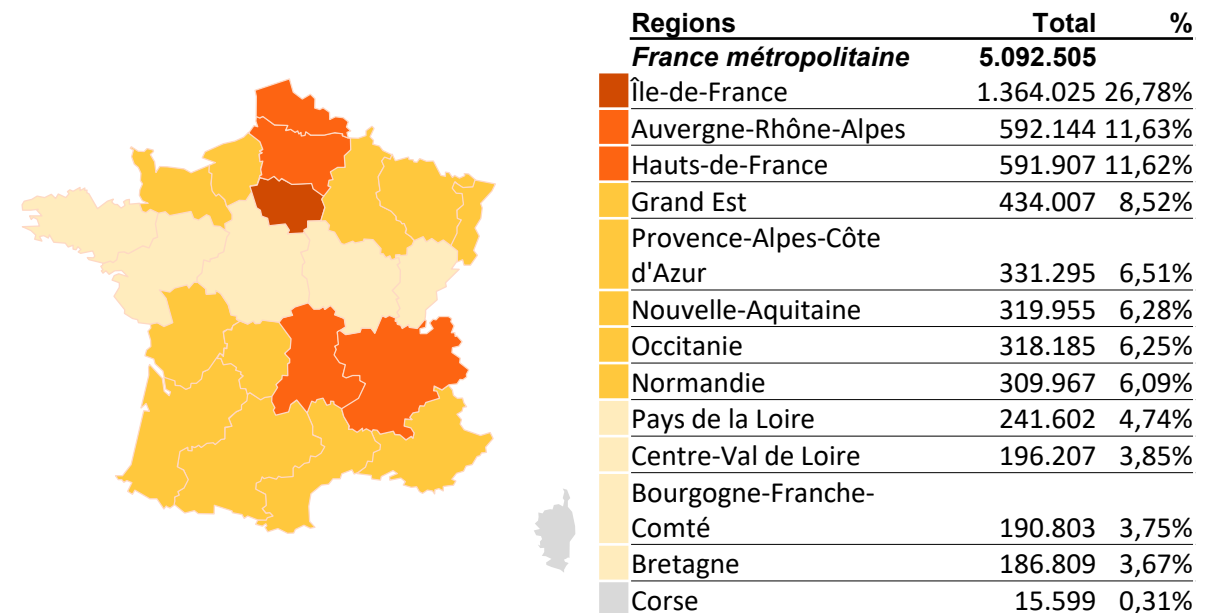 Regions Total %
France métropolitaine 5.092.505
Île-de-France 1.364.025 26,78%
Auvergne-Rhône-Alpes 592.144 11,63%
Hauts-de-France 591.907 11,62%
Grand Est 434.007 8,52%
Provence-Alpes-Côte
d'Azur 331.295 6,51%
Nouvelle-Aquitaine 319.955 6,28%
Occitanie 318.185 6,25%
Normandie 309.967 6,09%
Pays de la Loire 241.602 4,74%
Centre-Val de Loire 196.207 3,85%
Bourgogne-Franche-
Comté 190.803 3,75%
Bretagne 186.809 3,67%
Corse 15.599 0,31%